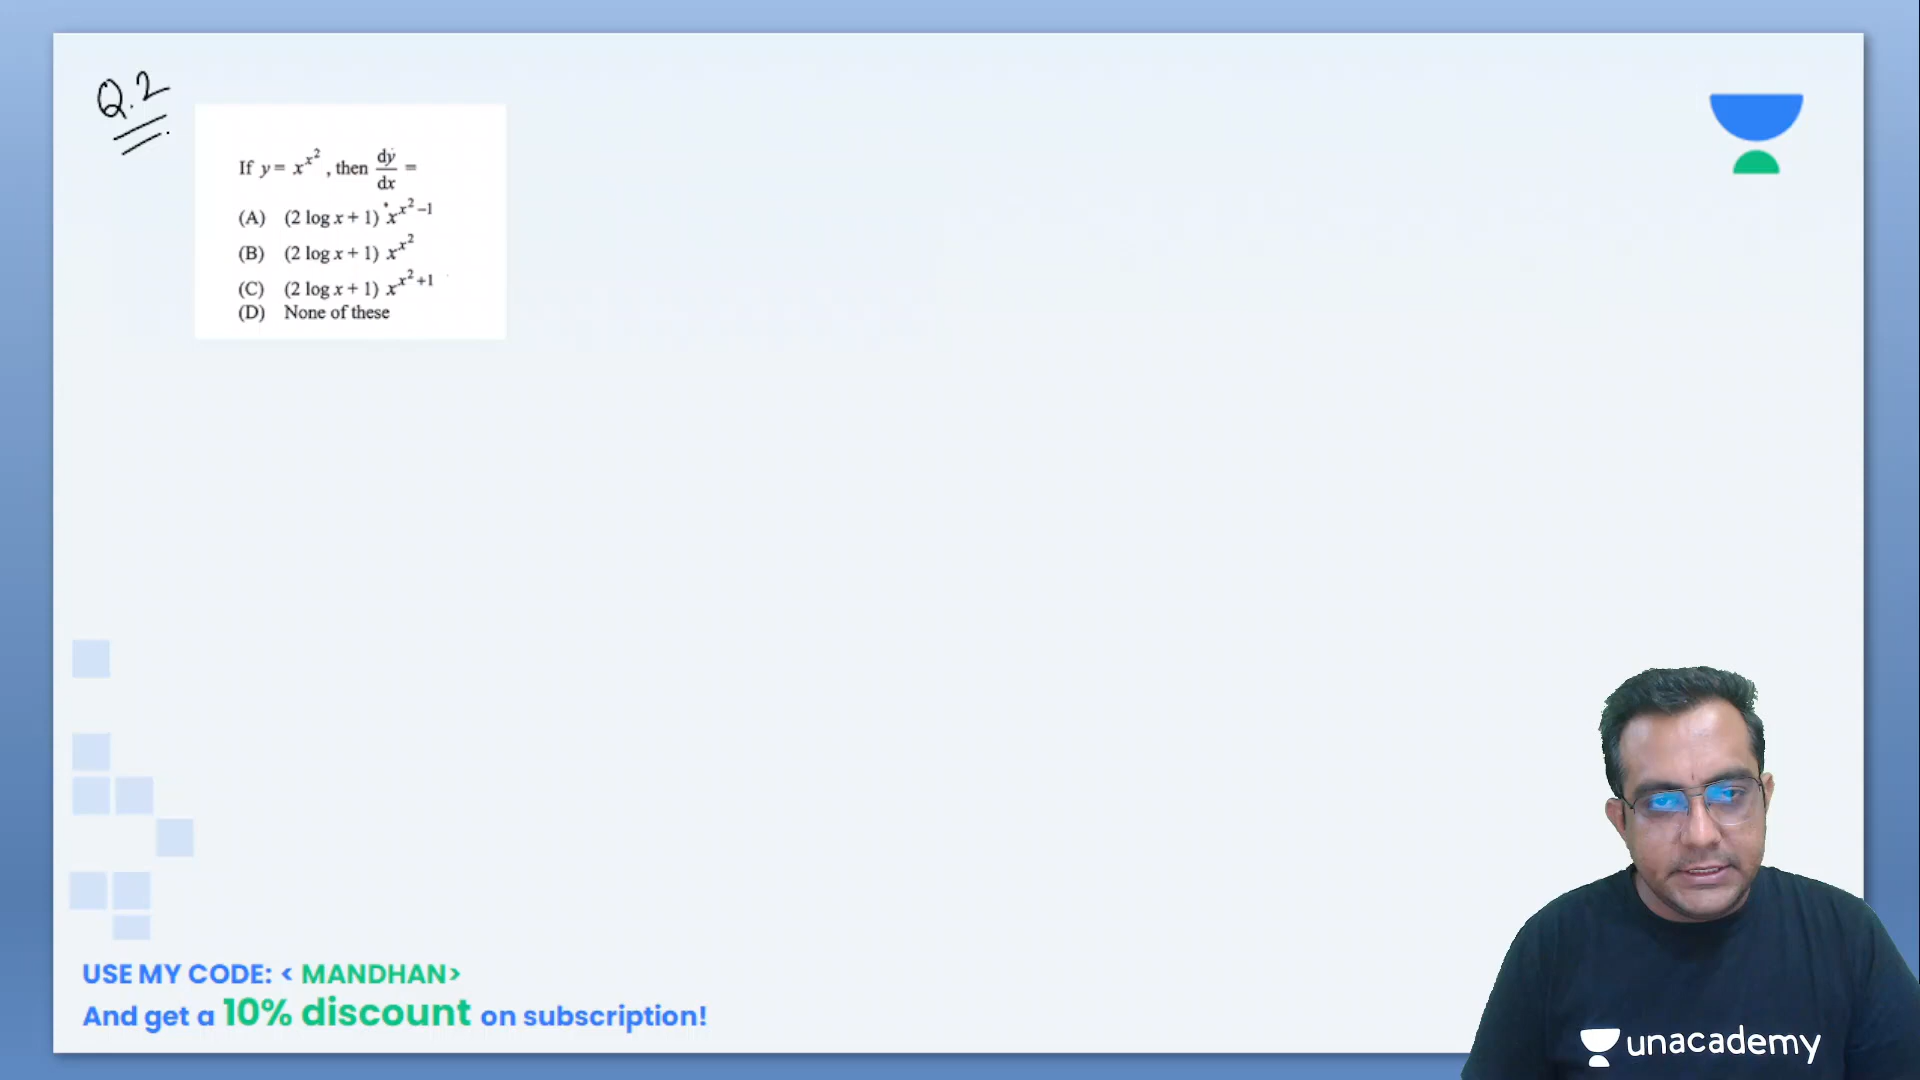 Q.2
If y = x^{x^2}, then \frac{dy}{dx} =
(A) (2 log x + 1) x^{x^2-1}
(B) (2 log x + 1) x^{x^2}
(C) (2 log x + 1) x^{x^2+1}
(D) None of these
USE MY CODE: < MANDHAN>
And get a 10% discount on subscription!
unacademy